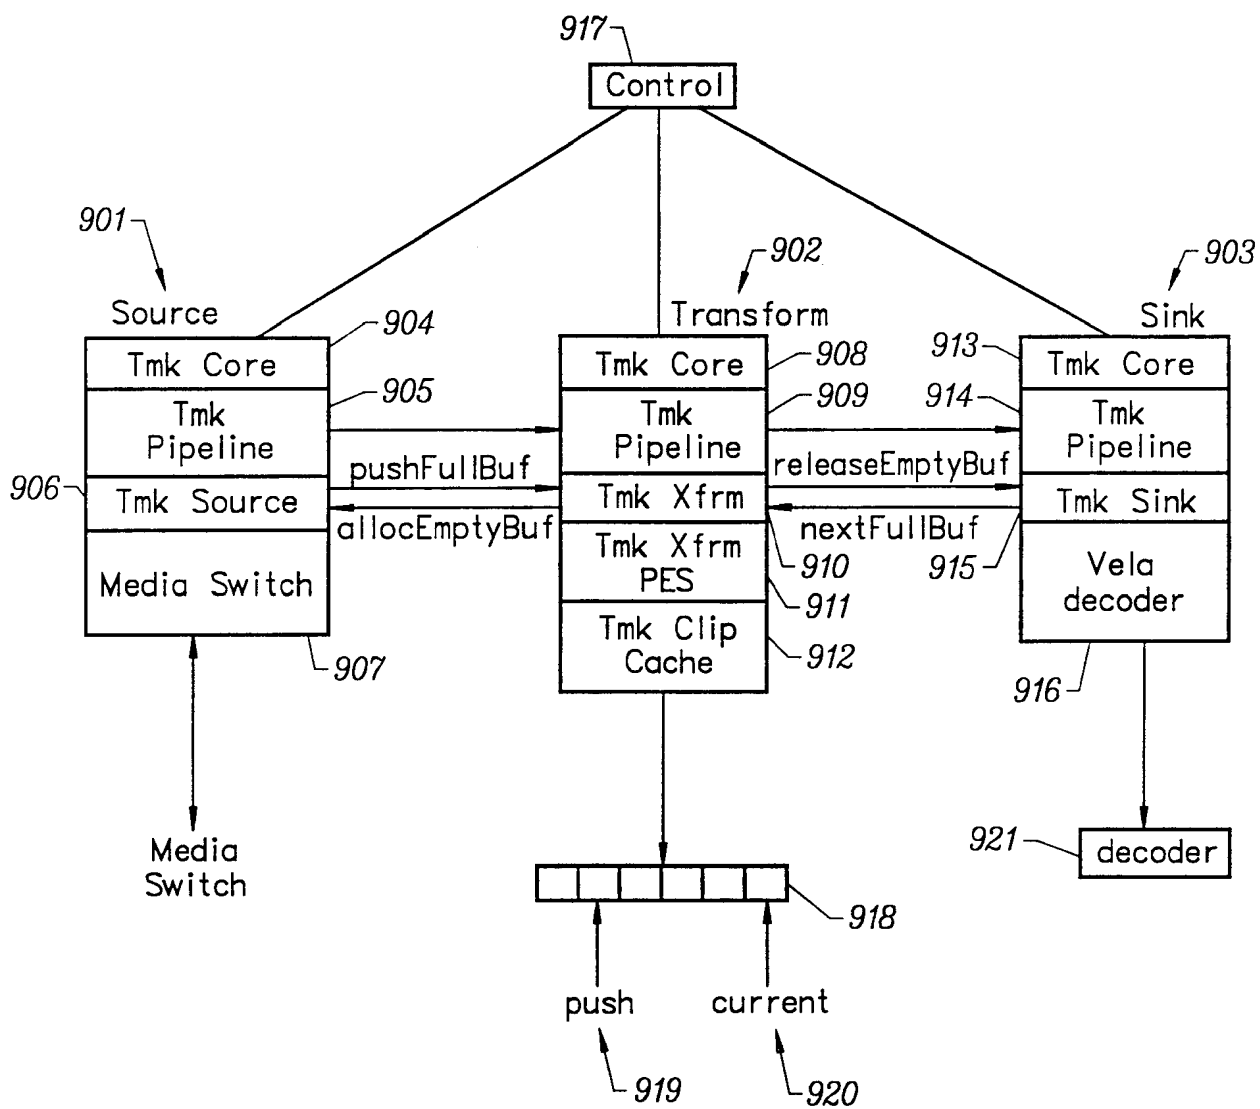 917
Control
901
902
903
Source
Transform
Sink
904
908
913
Tmk Core
Tmk Core
Tmk Core
905
909
914
Tmk
Pipeline
Tmk
Pipeline
Tmk
Pipeline
pushFullBuf
releaseEmptyBuf
906
Tmk Source
Tmk Xfrm
Tmk Sink
allocEmptyBuf
nextFullBuf
910
915
Media Switch
Tmk Xfrm
PES
911
Vela
decoder
Tmk Clip
Cache
912
907
916
Media
Switch
921
decoder
918
push
current
919
920